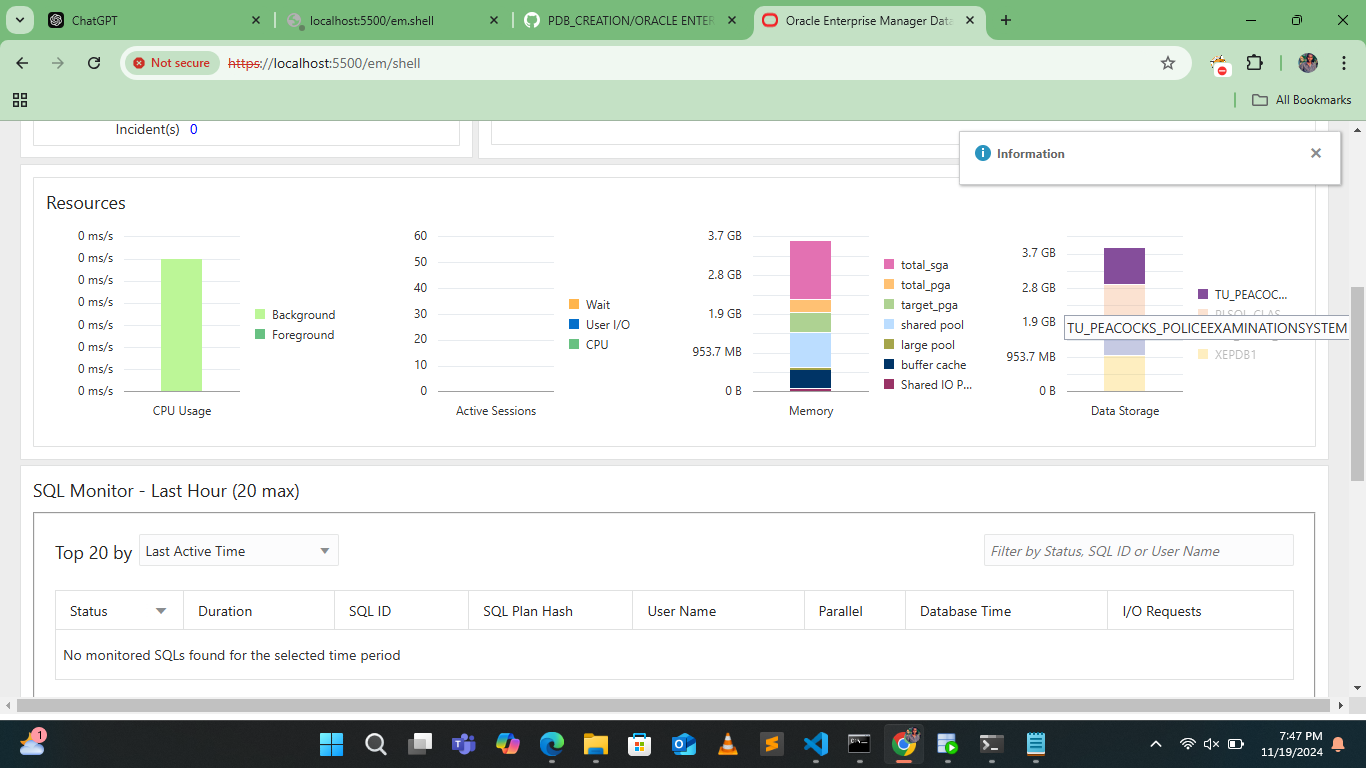 ChatGPT
localhost:5500/em.shell
PDB_CREATION/ORACLE ENTER
Oracle Enterprise Manager Data
Not secure
https://localhost:5500/em/shell
All Bookmarks
Incident(s) 0
Information
Resources
0 ms/s
0 ms/s
0 ms/s
0 ms/s
0 ms/s
0 ms/s
0 ms/s
0 ms/s
CPU Usage
Background
Foreground
60
50
40
30
20
10
0
Active Sessions
Wait
User I/O
CPU
3.7 GB
2.8 GB
1.9 GB
953.7 MB
0 B
Memory
total_sga
total_pga
target_pga
shared pool
large pool
buffer cache
Shared IO P...
3.7 GB
2.8 GB
1.9 GB
953.7 MB
0 B
Data Storage
TU_PEACOC...
TU_PEACOCKS_POLICEEXAMINATIONSYSTEM
XEPDB1
SQL Monitor - Last Hour (20 max)
Top 20 by Last Active Time
Filter by Status, SQL ID or User Name
Status Duration SQL ID SQL Plan Hash User Name Parallel Database Time I/O Requests
No monitored SQLs found for the selected time period
1
7:47 PM
11/19/2024